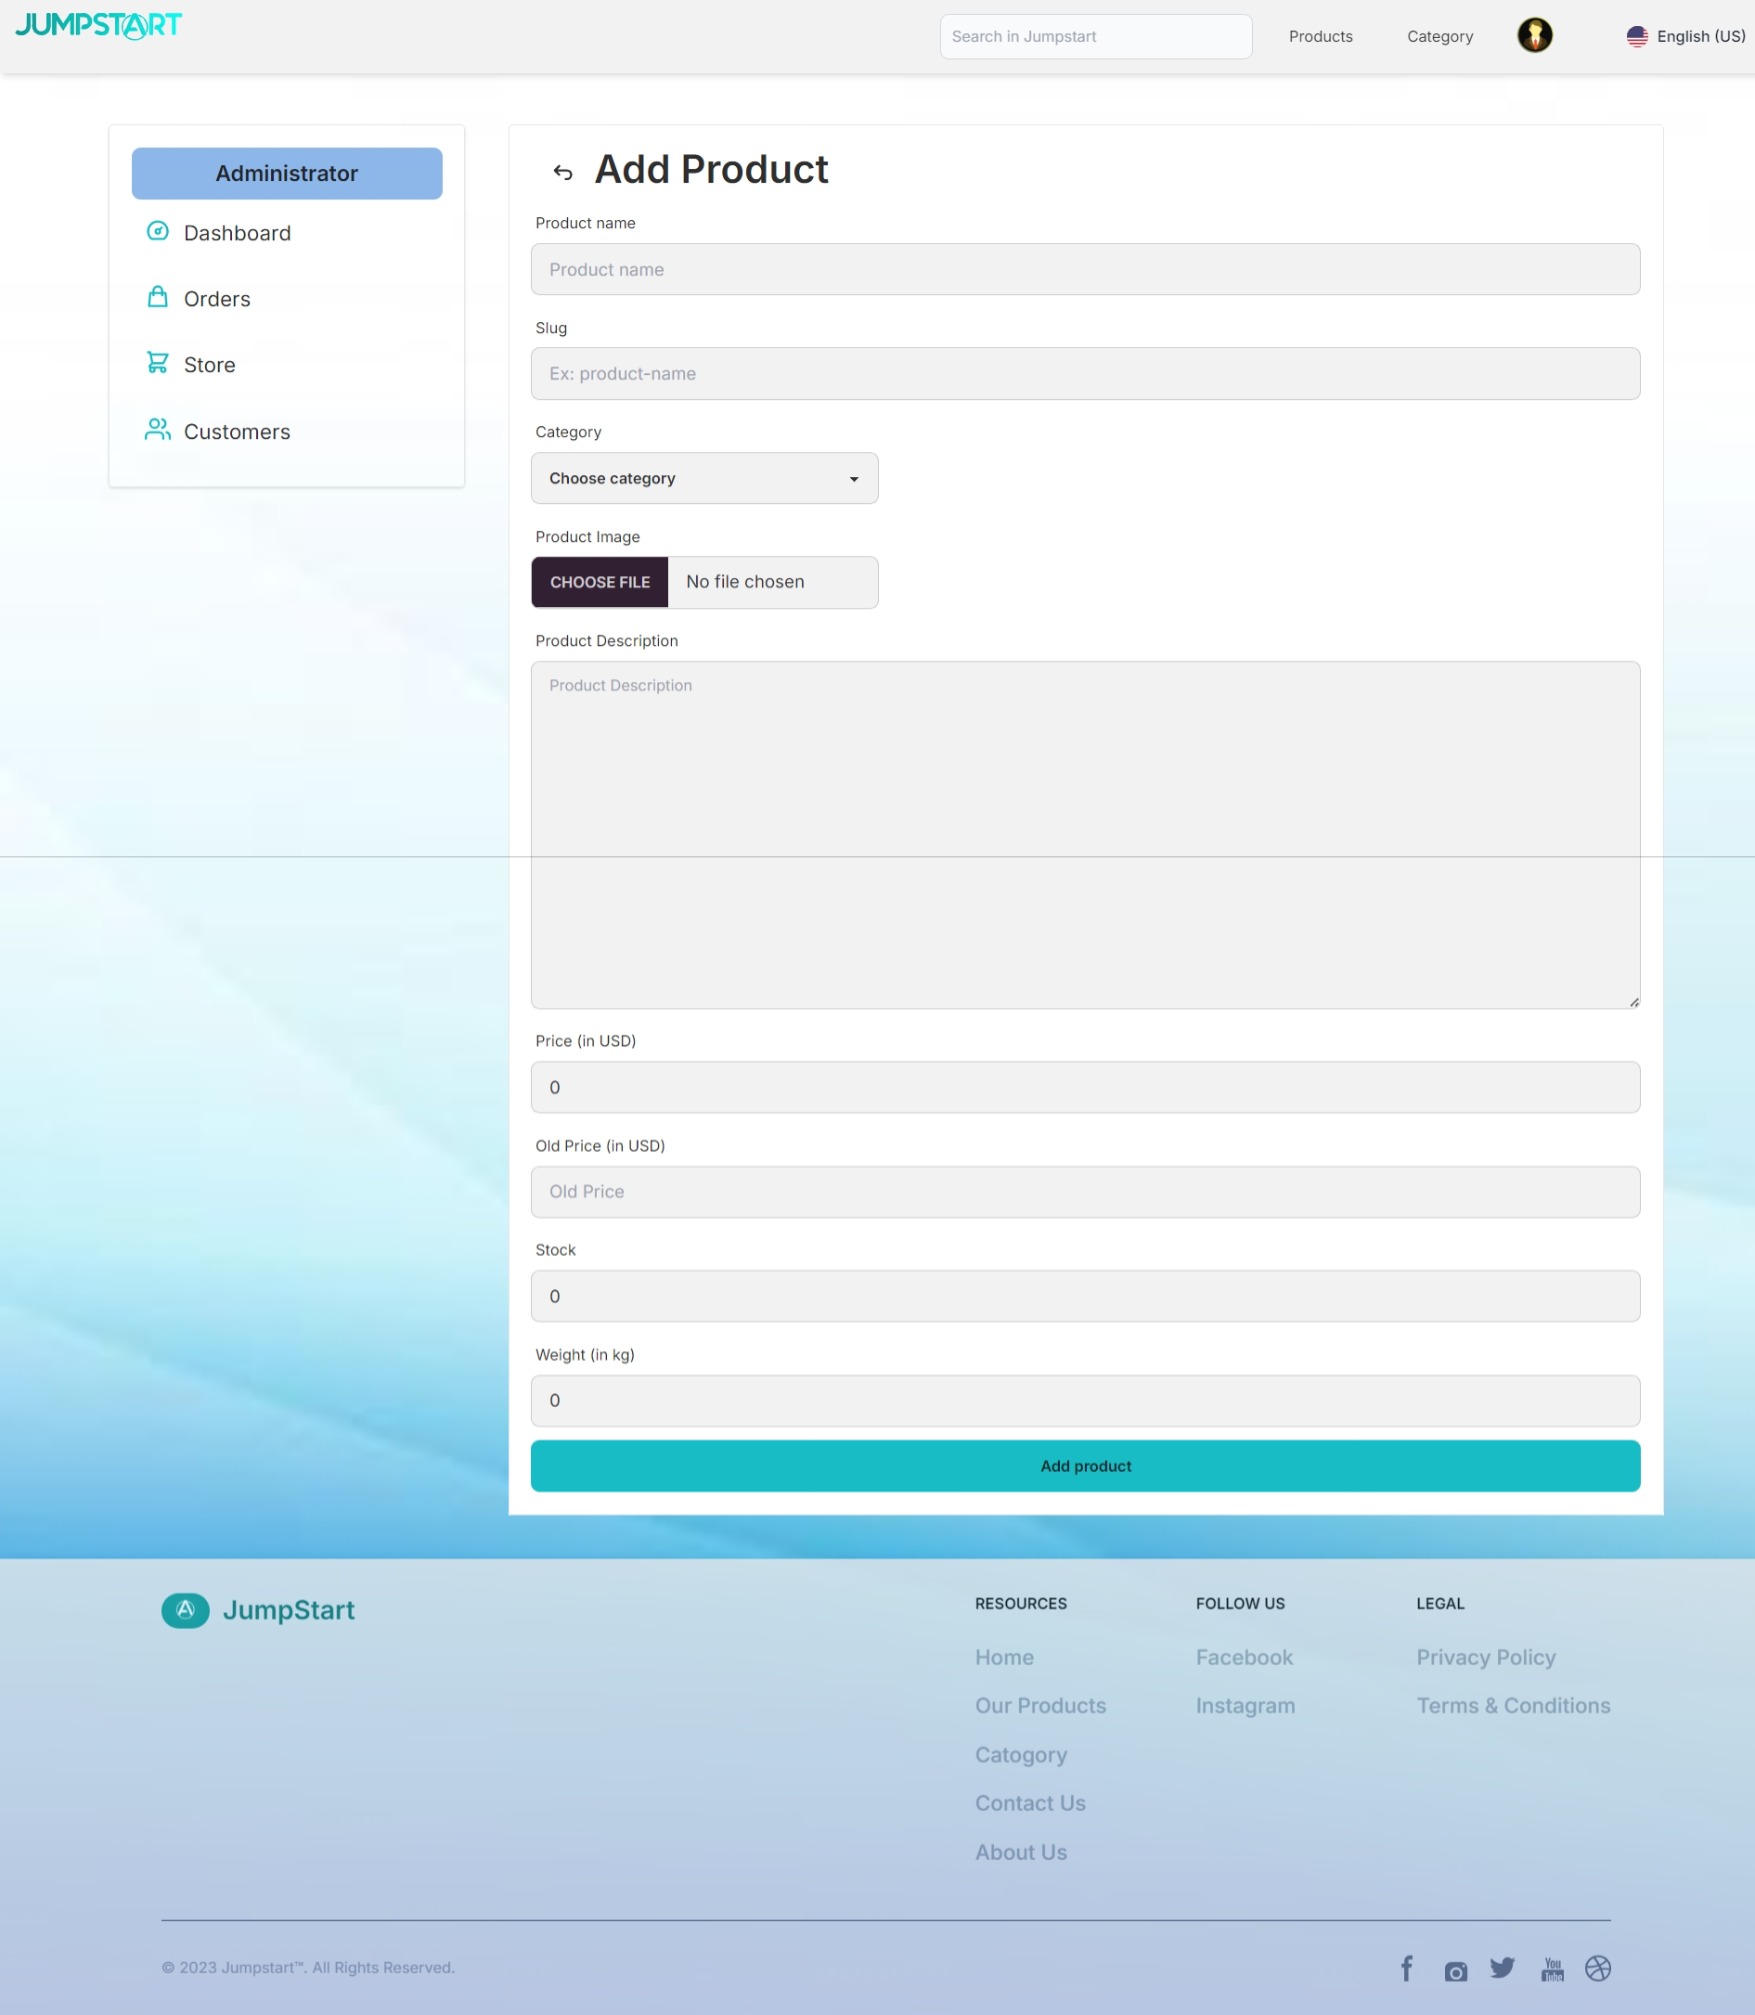 JUMPSTART
Search in Jumpstart
Products
Category
English (US)
Administrator
Dashboard
Orders
Store
Customers
Add Product
Product name
Product name
Slug
Ex: product-name
Category
Choose category
Product Image
CHOOSE FILE No file chosen
Product Description
Product Description
Price (in USD)
0
Old Price (in USD)
Old Price
Stock
0
Weight (in kg)
0
Add product
JumpStart
RESOURCES
Home
Our Products
Catogory
Contact Us
About Us
FOLLOW US
Facebook
Instagram
LEGAL
Privacy Policy
Terms & Conditions
© 2023 Jumpstart™. All Rights Reserved.
You
Tube